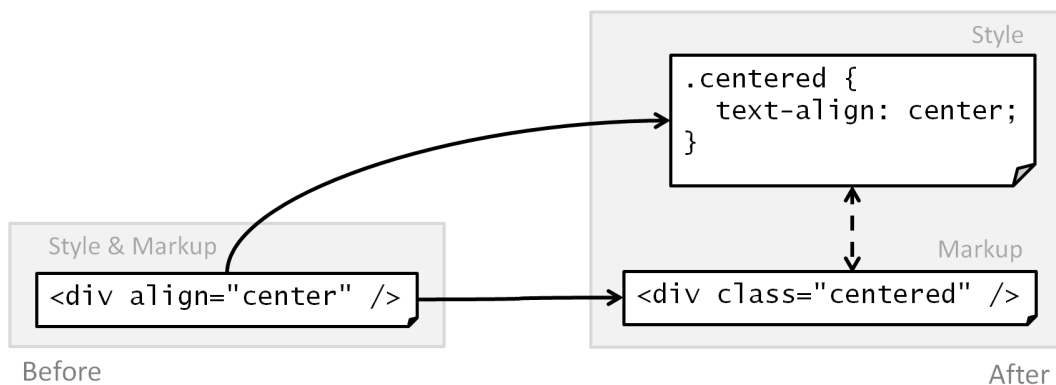 Style
.centered {
  text-align: center;
}
Style & Markup
Markup
<div align="center" />
<div class="centered" />
Before
After